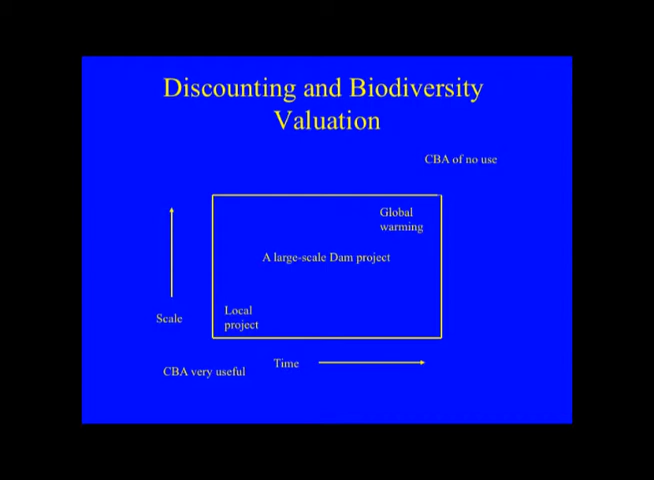 Discounting and Biodiversity
Valuation
CBA of no use
Global
warming
A large-scale Dam project
Local
project
Scale
Time
CBA very useful